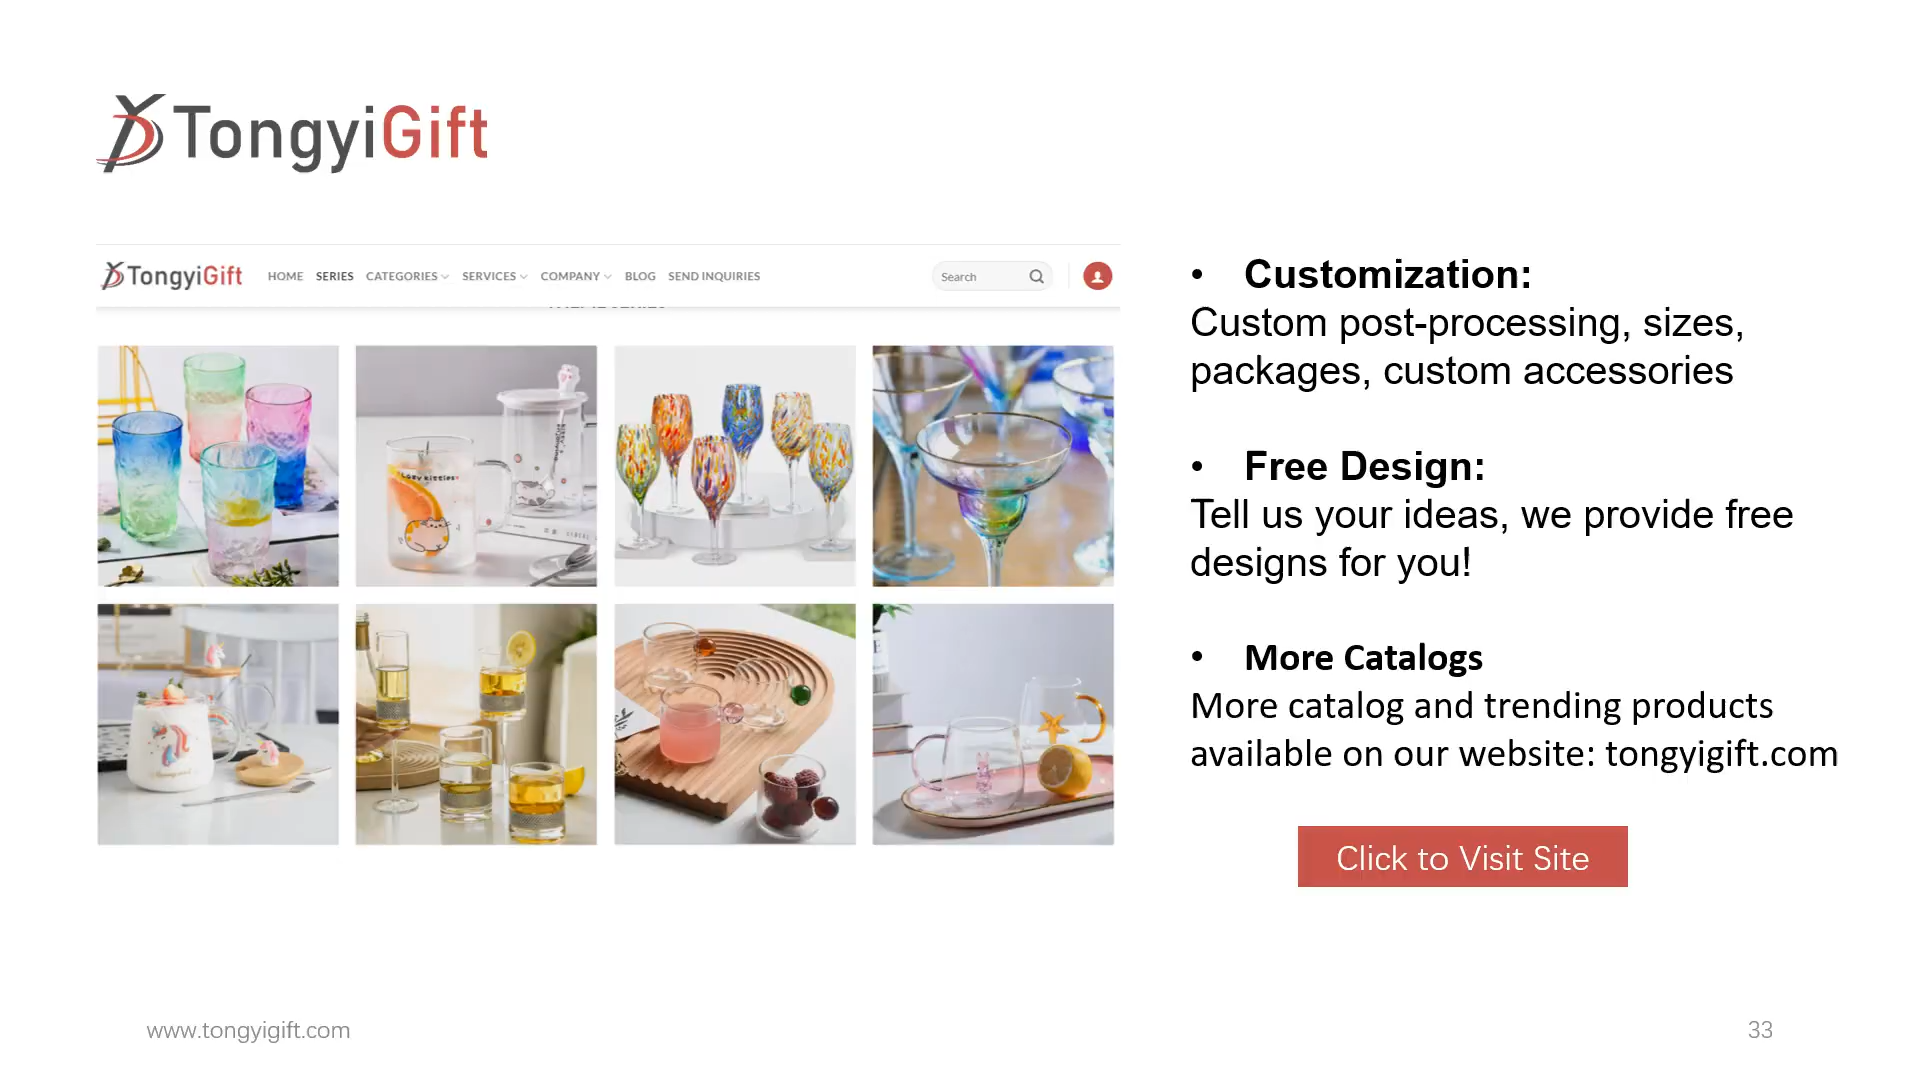 TongyiGift
TongyiGift HOME SERIES CATEGORIES SERVICES COMPANY BLOG SEND INQUIRIES Search
• Customization:
Custom post-processing, sizes,
packages, custom accessories
• Free Design:
Tell us your ideas, we provide free
designs for you!
• More Catalogs
More catalog and trending products
available on our website: tongyigift.com
Click to Visit Site
www.tongyigift.com
33